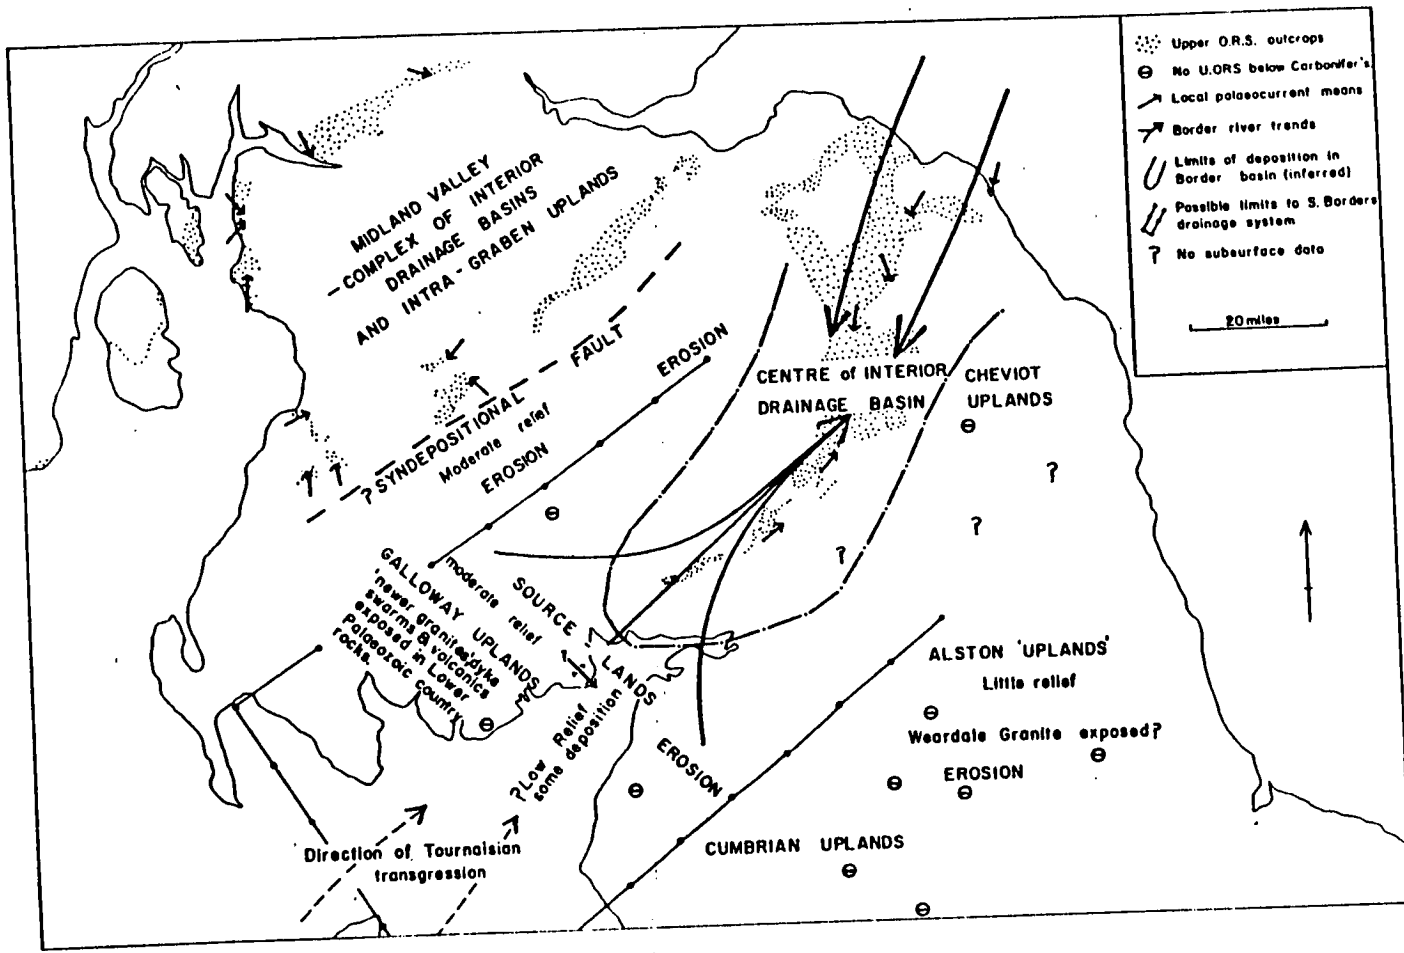 Upper O.R.S. outcrops
No U.ORS below Carbonifer's
Local palaeocurrent means
Border river trends
Limits of deposition in
Border basin (inferred)
Possible limits to S. Borders
drainage system
? No subsurface data
20 miles
MIDLAND VALLEY
- COMPLEX OF INTERIOR
DRAINAGE BASINS
AND INTRA - GRABEN UPLANDS
? SYNDEPOSITIONAL FAULT
Moderate relief
EROSION
EROSION
CENTRE of INTERIOR
DRAINAGE BASIN
CHEVIOT
UPLANDS
?
?
?
GALLOWAY UPLANDS
moderate relief
'newer granites,'dyke
swarms & volcanics
exposed in Lower
Palaeozoic country
rocks.
SOURCE - LANDS
?
? Low Relief
some deposition
EROSION
ALSTON 'UPLANDS'
Little relief
Weardale Granite exposed?
EROSION
CUMBRIAN UPLANDS
Direction of Tournaisian
transgression